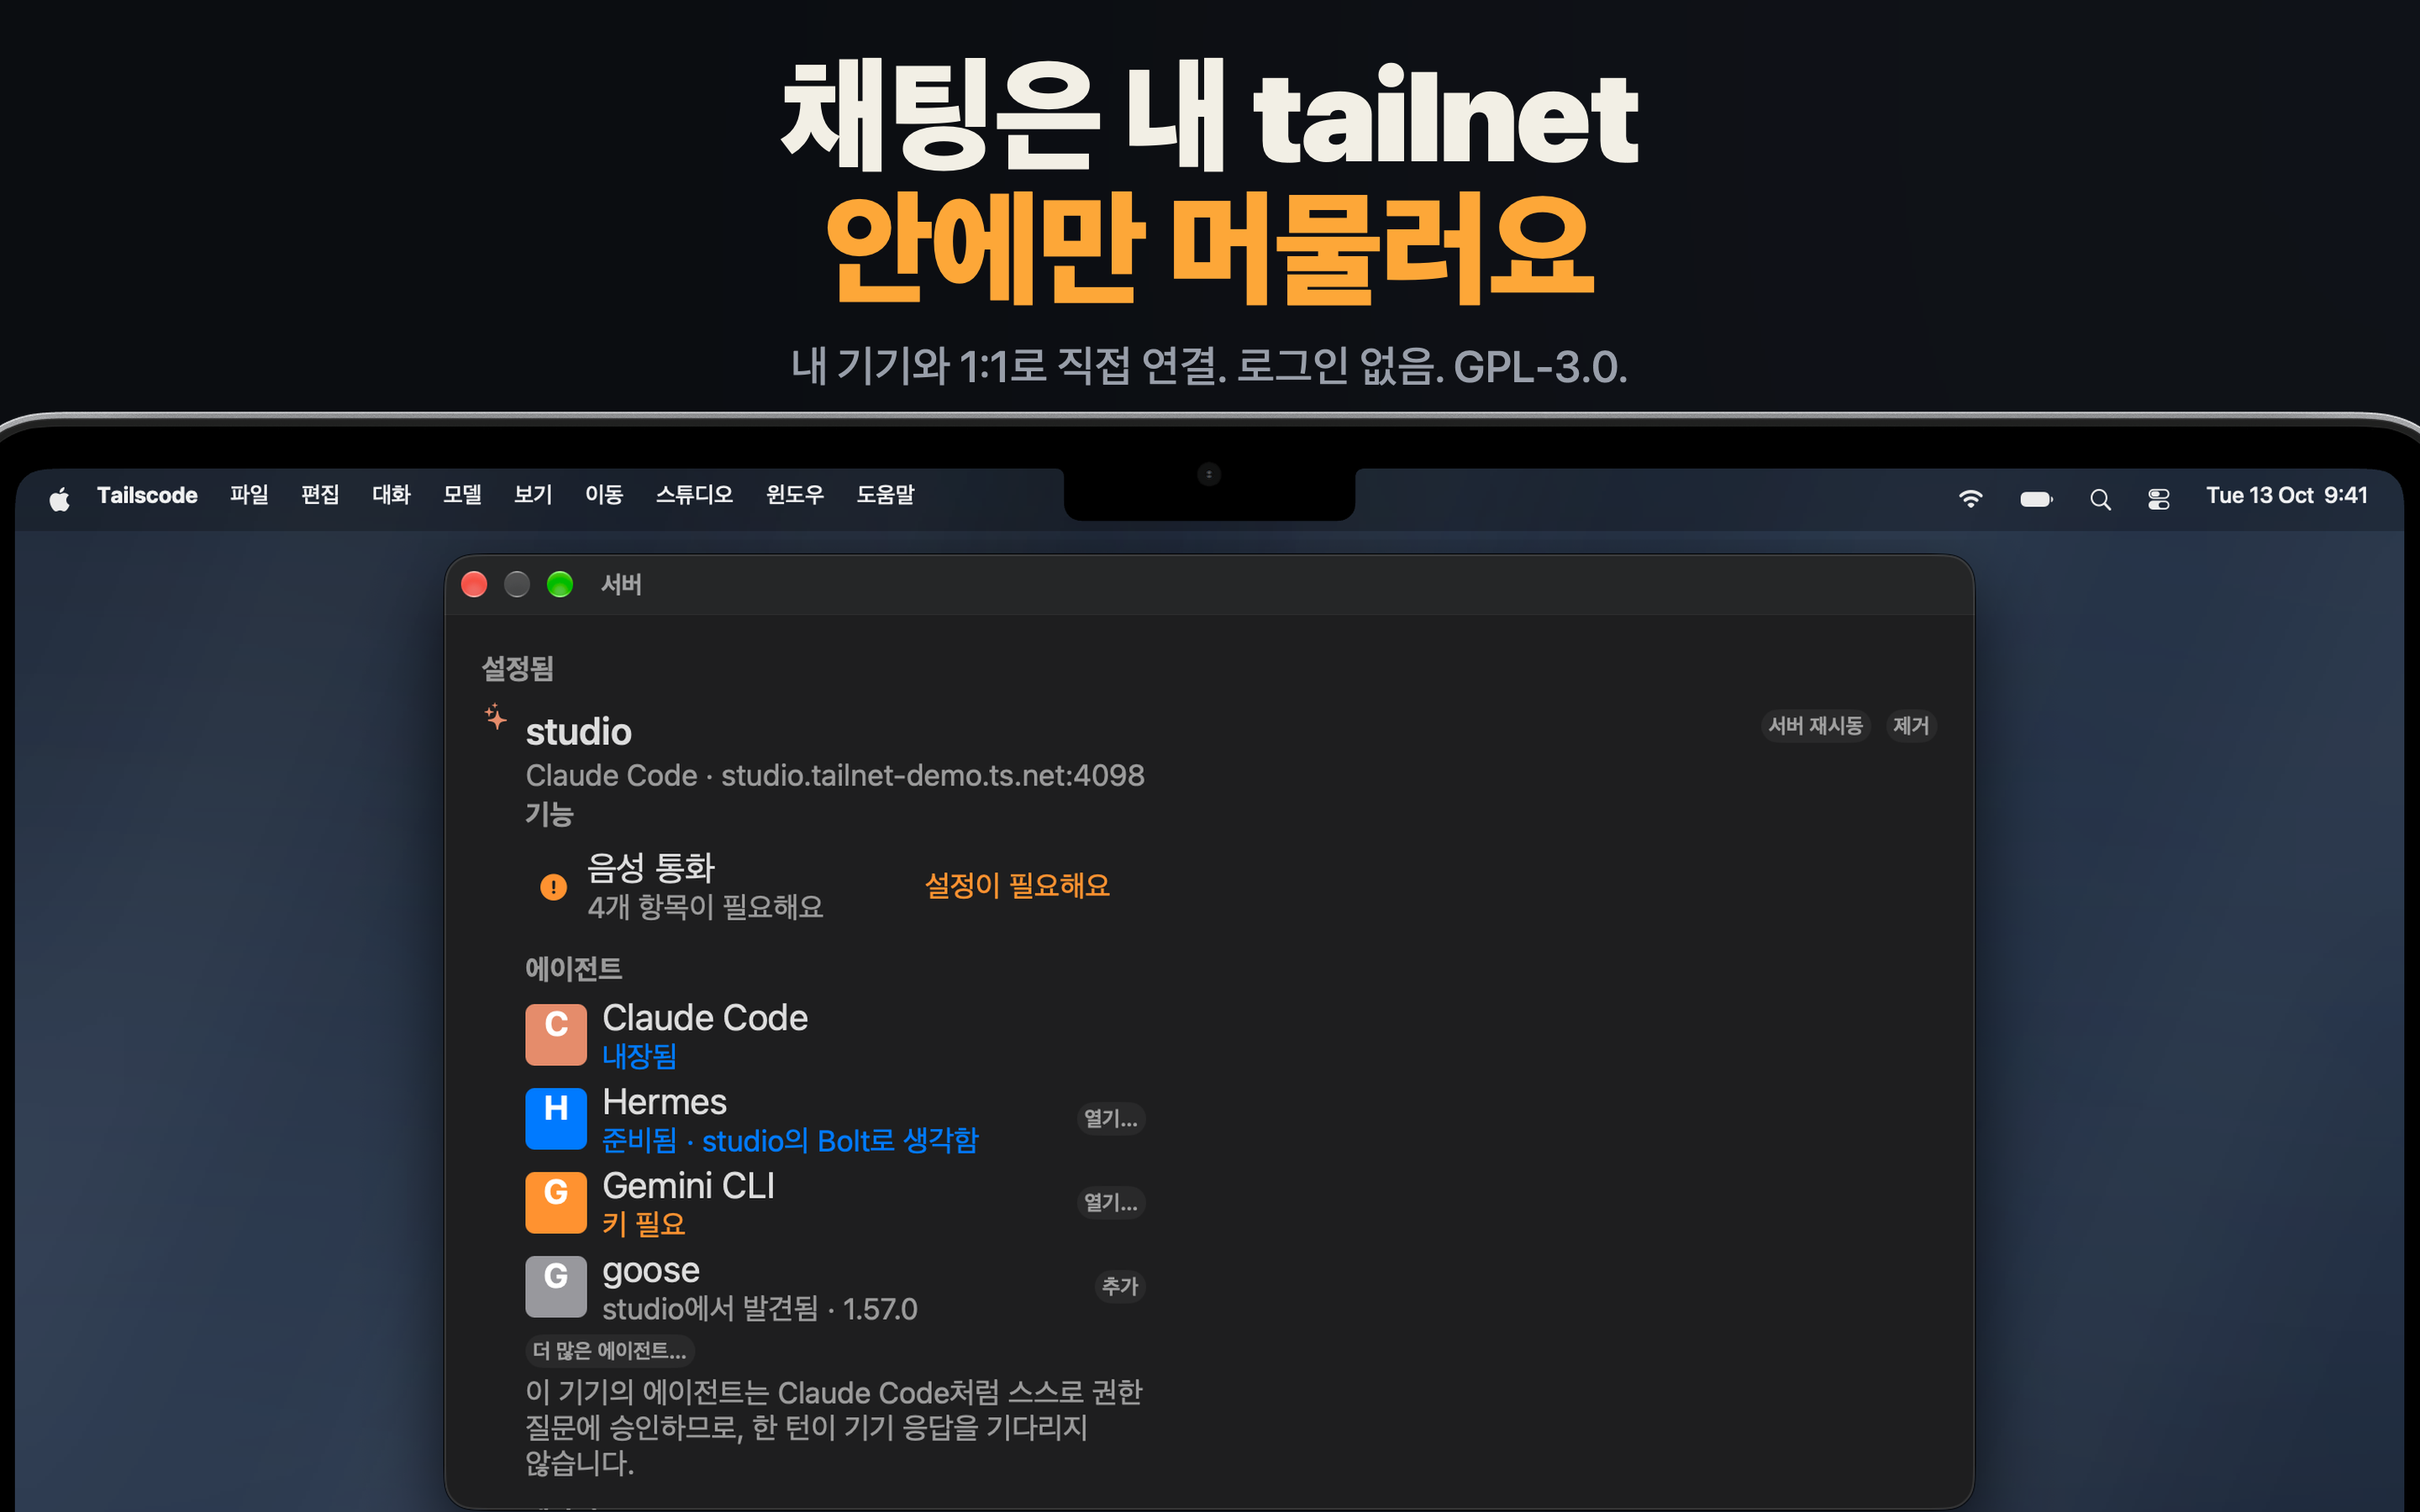 채팅은 내 tailnet
안에만 머물러요
내 기기와 1:1로 직접 연결. 로그인 없음. GPL-3.0.
Tailscode 파일 편집 대화 모델 보기 이동 스튜디오 윈도우 도움말 Tue 13 Oct 9:41
서버
설정됨
studio 서버 재시동 제거
Claude Code · studio.tailnet-demo.ts.net:4098
기능
음성 통화 설정이 필요해요
4개 항목이 필요해요
에이전트
C Claude Code
내장됨
H Hermes 열기...
준비됨 · studio의 Bolt로 생각함
G Gemini CLI 열기...
키 필요
G goose 추가
studio에서 발견됨 · 1.57.0
더 많은 에이전트...
이 기기의 에이전트는 Claude Code처럼 스스로 권한
질문에 승인하므로, 한 턴이 기기 응답을 기다리지
않습니다.